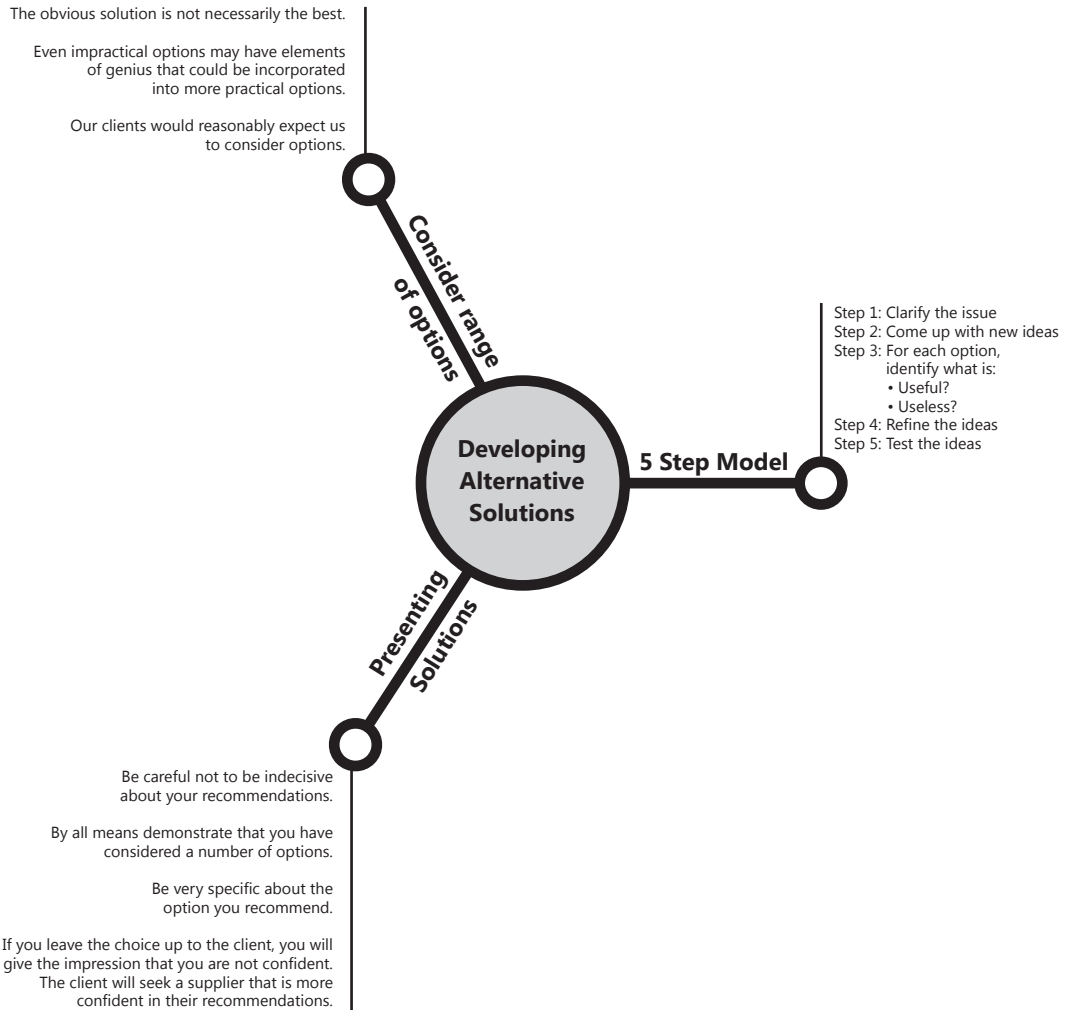 The obvious solution is not necessarily the best.
Even impractical options may have elements
of genius that could be incorporated
into more practical options.
Our clients would reasonably expect us
to consider options.
Consider range
of options
Developing
Alternative
Solutions
5 Step Model
Step 1: Clarify the issue
Step 2: Come up with new ideas
Step 3: For each option,
identify what is:
• Useful?
• Useless?
Step 4: Refine the ideas
Step 5: Test the ideas
Presenting
Solutions
Be careful not to be indecisive
about your recommendations.
By all means demonstrate that you have
considered a number of options.
Be very specific about the
option you recommend.
If you leave the choice up to the client, you will
give the impression that you are not confident.
The client will seek a supplier that is more
confident in their recommendations.